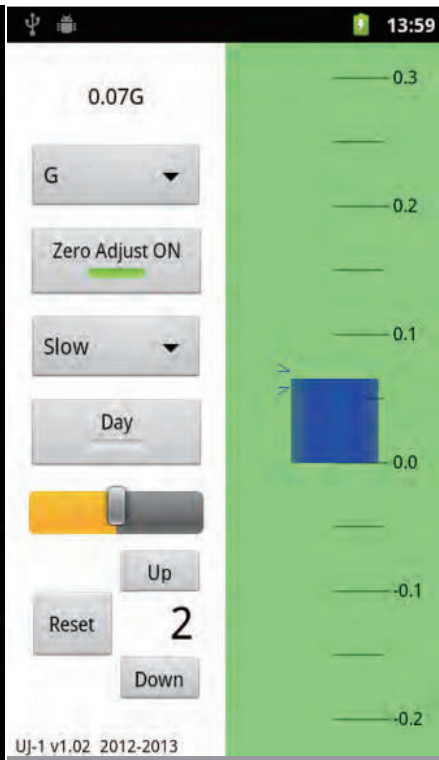 13:59
0.07G
G
Zero Adjust ON
Slow
Day
Up
Reset
2
Down
UJ-1 v1.02 2012-2013
0.3
0.2
0.1
0.0
-0.1
-0.2